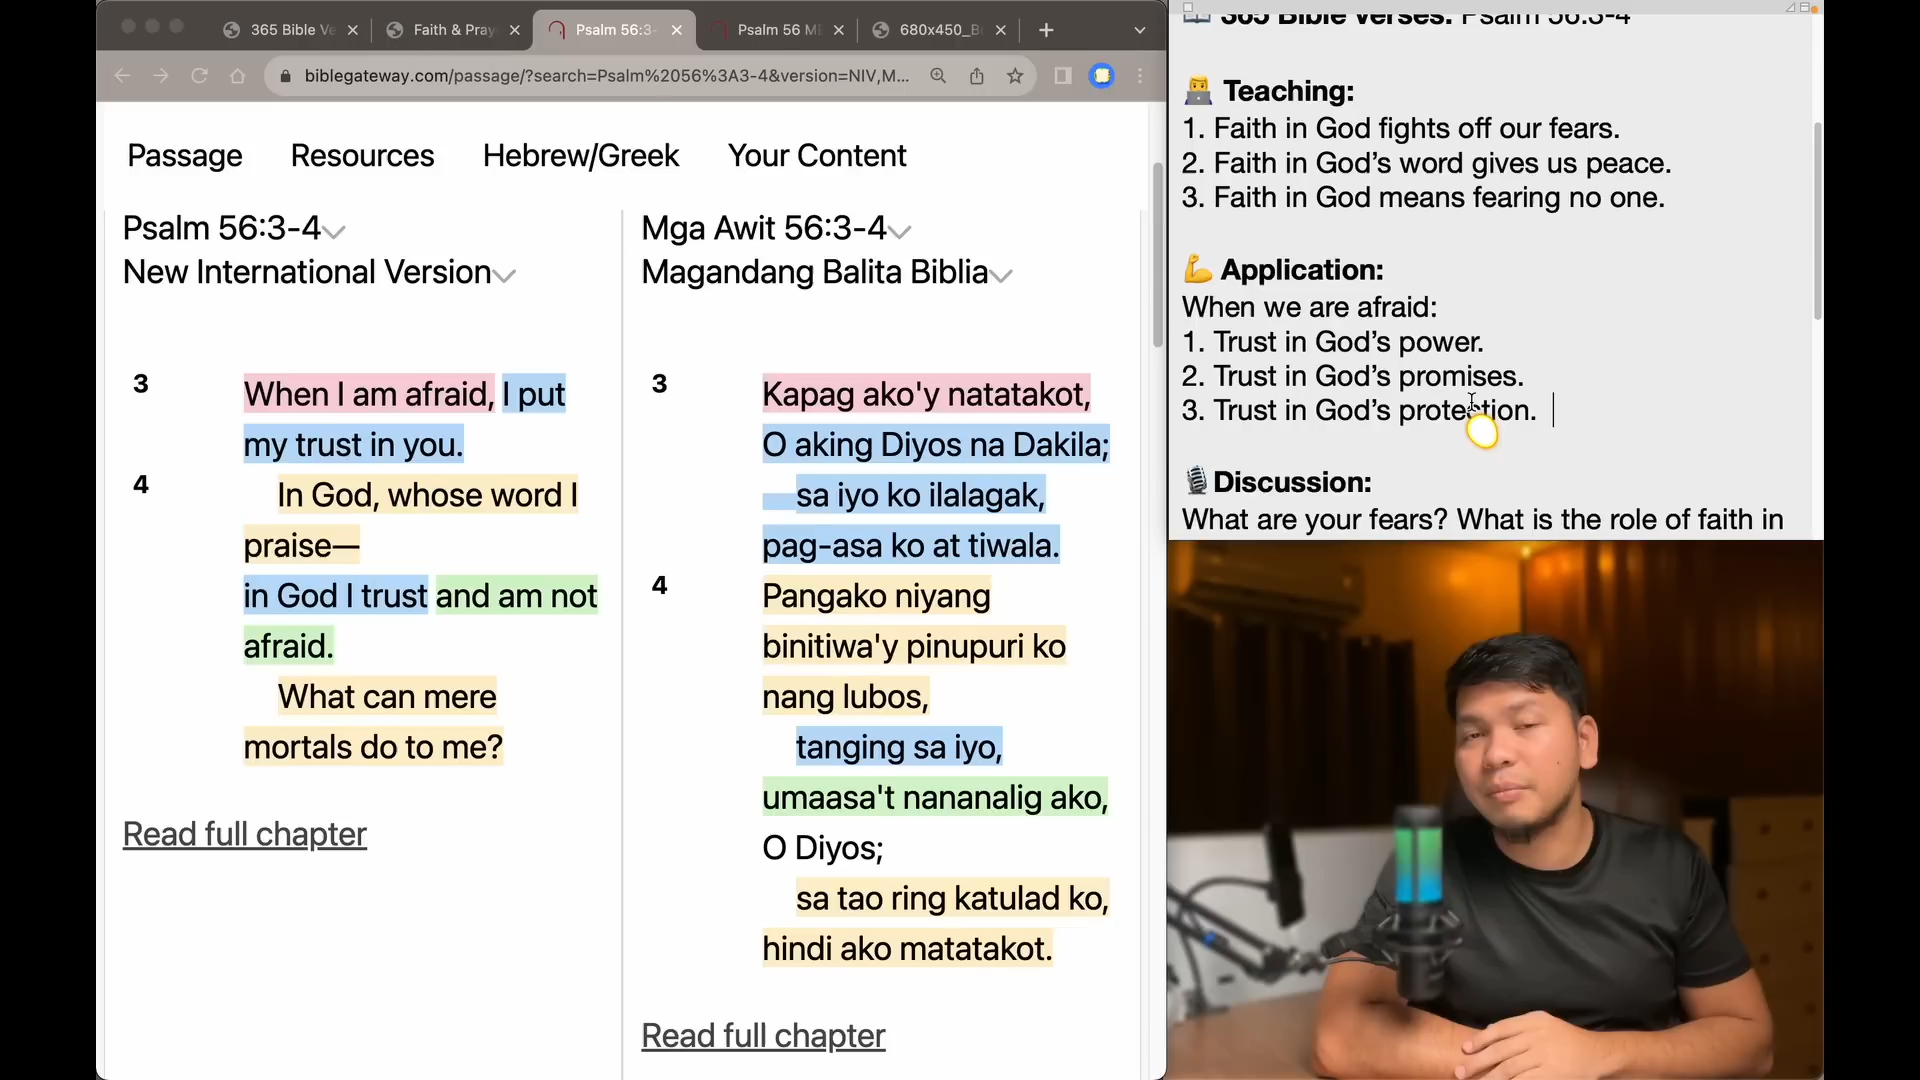 365 Bible Ve
Faith & Pray
Psalm 56:3-
Psalm 56 M
680x450_B
biblegateway.com/passage/?search=Psalm%2056%3A3-4&version=NIV,M...
Passage Resources Hebrew/Greek Your Content
Psalm 56:3-4
New International Version
3 When I am afraid, I put
my trust in you.
4 In God, whose word I
praise—
in God I trust and am not
afraid.
What can mere
mortals do to me?
Read full chapter
Mga Awit 56:3-4
Magandang Balita Biblia
3 Kapag ako'y natatakot,
O aking Diyos na Dakila;
sa iyo ko ilalagak,
pag-asa ko at tiwala.
4 Pangako niyang
binitiwa'y pinupuri ko
nang lubos,
tanging sa iyo,
umaasa't nananalig ako,
O Diyos;
sa tao ring katulad ko,
hindi ako matatakot.
Read full chapter
365 Bible Verses: Psalm 56:3-4
Teaching:
1. Faith in God fights off our fears.
2. Faith in God’s word gives us peace.
3. Faith in God means fearing no one.
Application:
When we are afraid:
1. Trust in God’s power.
2. Trust in God’s promises.
3. Trust in God’s protection.
Discussion:
What are your fears? What is the role of faith in